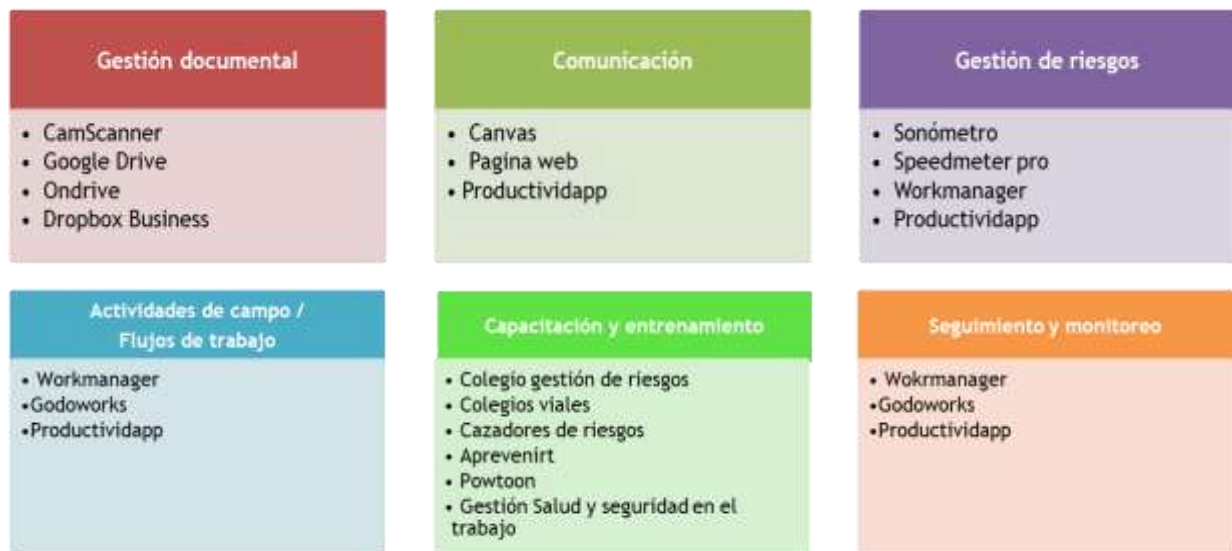 Gestión documental
• CamScanner
• Google Drive
• Ondrive
• Dropbox Business
Comunicación
• Canvas
• Pagina web
• Productividapp
Gestión de riesgos
• Sonómetro
• Speedmeter pro
• Workmanager
• Productividapp
Actividades de campo /
Flujos de trabajo
• Workmanager
•Godoworks
•Productividapp
Capacitación y entrenamiento
• Colegio gestión de riesgos
• Colegios viales
• Cazadores de riesgos
• Aprevenirt
• Powtoon
• Gestión Salud y seguridad en el
trabajo
Seguimiento y monitoreo
• Wokrmanager
•Godoworks
•Productividapp